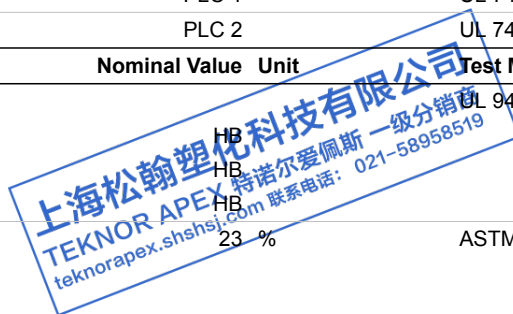 PLC 2 UL 74
Nominal Value Unit Test M
UL 94
HB
HB
HB
23 % ASTM
上海松翰塑化科技有限公司
TEKNOR APEX 特诺尔爱佩斯 一级分销商
teknorapex.shshsj.com 联系电话: 021-58958519